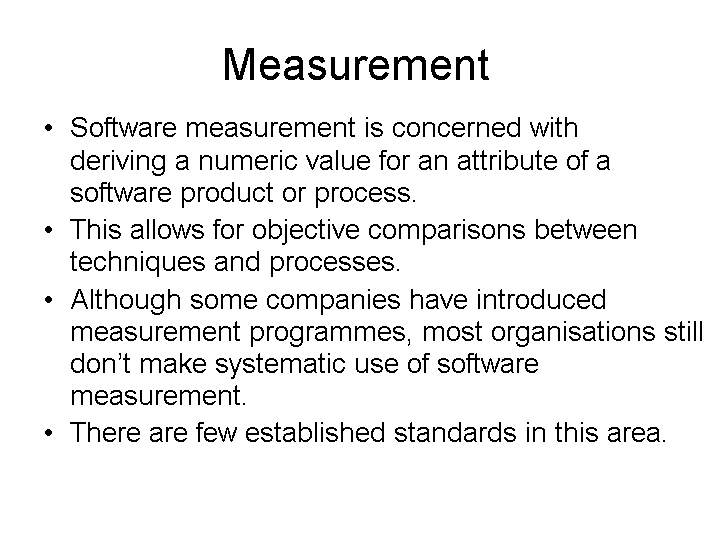 Measurement
• Software measurement is concerned with
deriving a numeric value for an attribute of a
software product or process.
• This allows for objective comparisons between
techniques and processes.
• Although some companies have introduced
measurement programmes, most organisations still
don’t make systematic use of software
measurement.
• There are few established standards in this area.